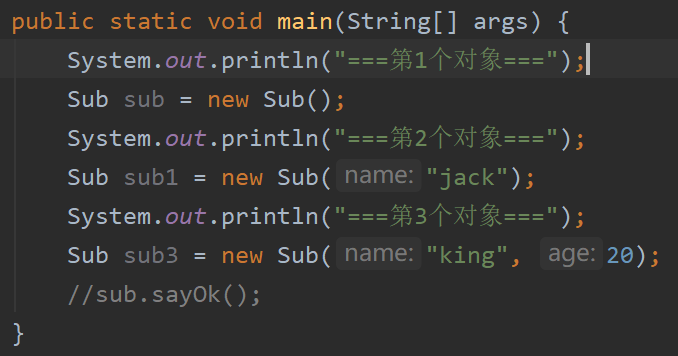 public static void main(String[] args) {
System.out.println("===第1个对象===");
Sub sub = new Sub();
System.out.println("===第2个对象===");
Sub sub1 = new Sub( name: "jack");
System.out.println("===第3个对象===");
Sub sub3 = new Sub( name: "king", age: 20);
//sub.sayOk();
}